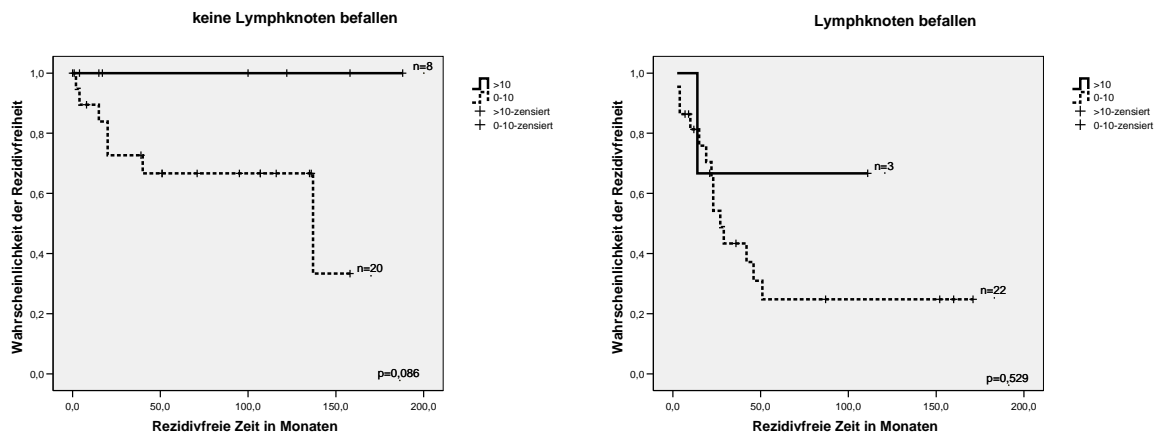 keine Lymphknoten befallen
Wahrscheinlichkeit der Rezidivfreiheit
1,0
0,8
0,6
0,4
0,2
0,0
n=8
n=20
p=0,086
0,0 50,0 100,0 150,0 200,0
Rezidivfreie Zeit in Monaten
>10
0-10
>10-zensiert
0-10-zensiert
Lymphknoten befallen
Wahrscheinlichkeit der Rezidivfreiheit
1,0
0,8
0,6
0,4
0,2
0,0
n=3
n=22
p=0,529
0,0 50,0 100,0 150,0 200,0
Rezidivfreie Zeit in Monaten
>10
0-10
>10-zensiert
0-10-zensiert